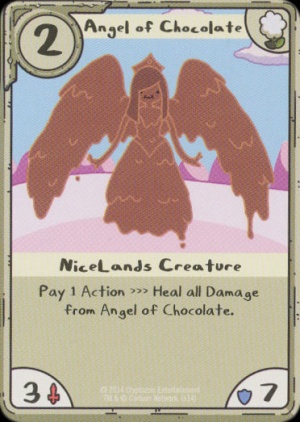 2
Angel of Chocolate
NiceLands Creature
Pay 1 Action >>> Heal all Damage
from Angel of Chocolate.
3
7
© 2014 Cryptozoic Entertainment
TM & © Cartoon Network. (s14)